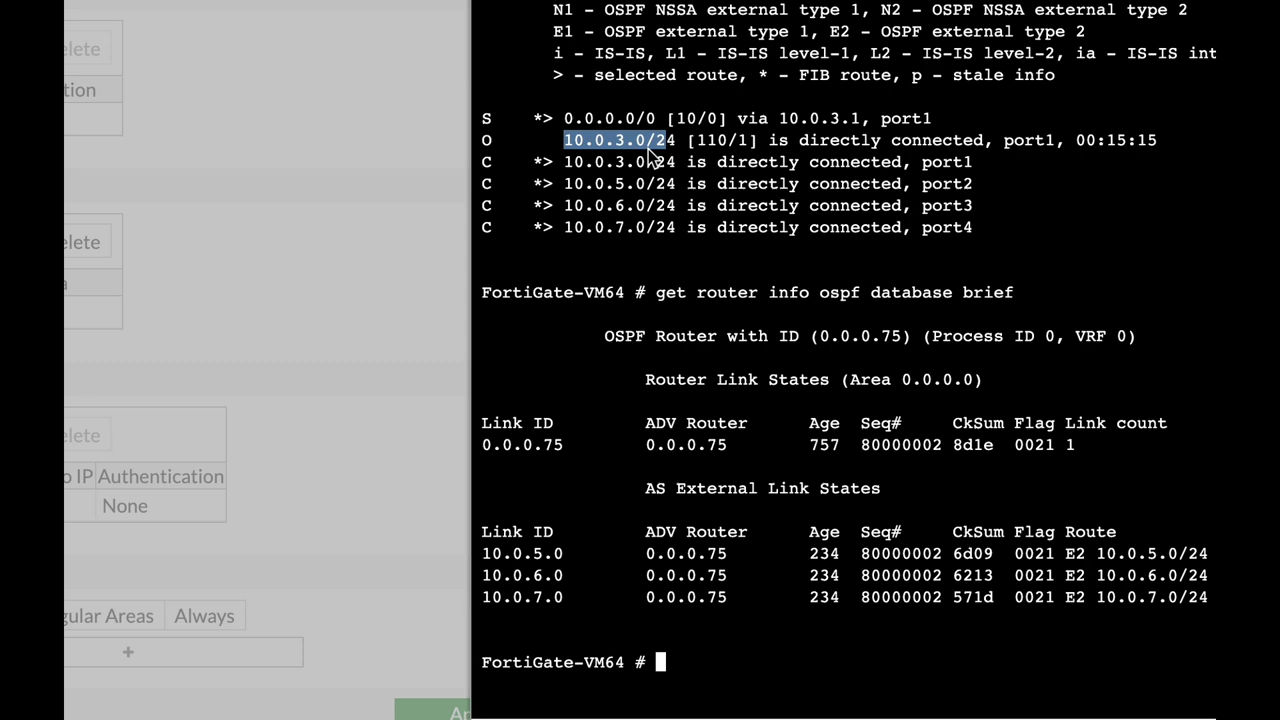 elete
tion
elete
a
elete
o IP Authentication
None
gular Areas Always
+
Ap
N1 - OSPF NSSA external type 1, N2 - OSPF NSSA external type 2
E1 - OSPF external type 1, E2 - OSPF external type 2
i - IS-IS, L1 - IS-IS level-1, L2 - IS-IS level-2, ia - IS-IS int
> - selected route, * - FIB route, p - stale info
S *> 0.0.0.0/0 [10/0] via 10.0.3.1, port1
O 10.0.3.0/24 [110/1] is directly connected, port1, 00:15:15
C *> 10.0.3.0/24 is directly connected, port1
C *> 10.0.5.0/24 is directly connected, port2
C *> 10.0.6.0/24 is directly connected, port3
C *> 10.0.7.0/24 is directly connected, port4
FortiGate-VM64 # get router info ospf database brief
OSPF Router with ID (0.0.0.75) (Process ID 0, VRF 0)
Router Link States (Area 0.0.0.0)
Link ID ADV Router Age Seq# CkSum Flag Link count
0.0.0.75 0.0.0.75 757 80000002 8d1e 0021 1
AS External Link States
Link ID ADV Router Age Seq# CkSum Flag Route
10.0.5.0 0.0.0.75 234 80000002 6d09 0021 E2 10.0.5.0/24
10.0.6.0 0.0.0.75 234 80000002 6213 0021 E2 10.0.6.0/24
10.0.7.0 0.0.0.75 234 80000002 571d 0021 E2 10.0.7.0/24
FortiGate-VM64 #